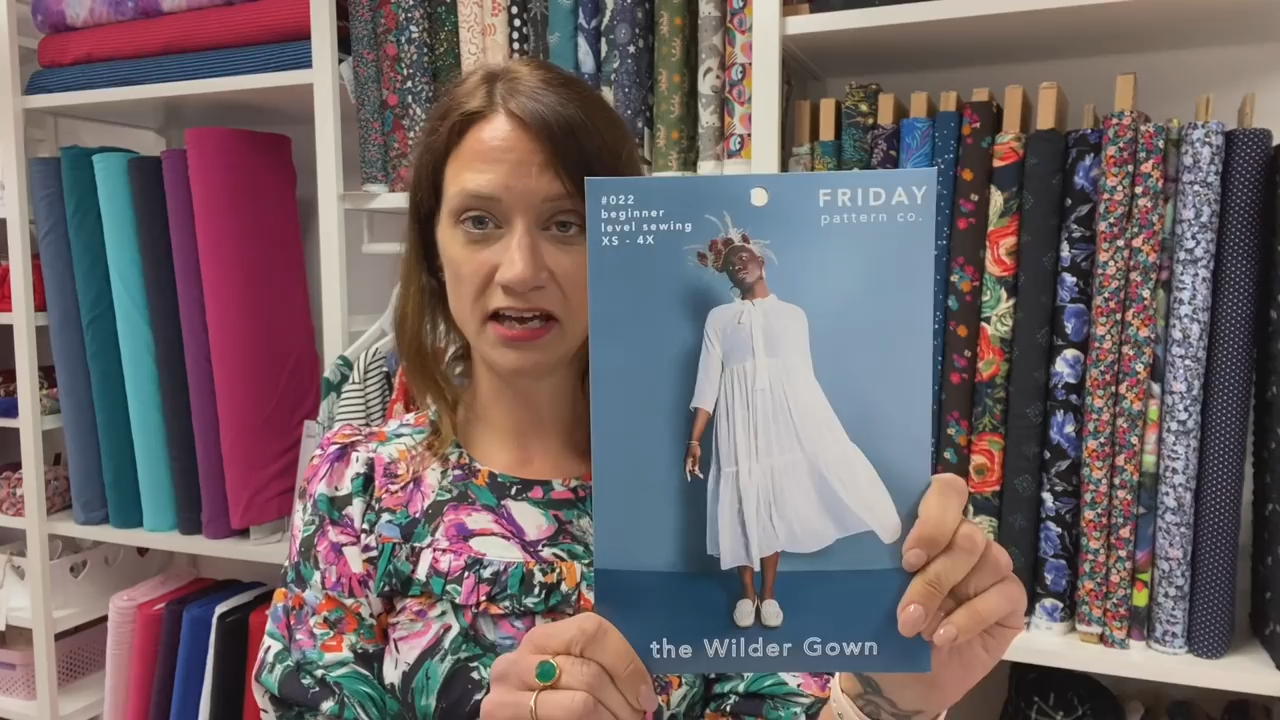 #022
beginner
level sewing
XS - 4X
FRIDAY
pattern co.
the Wilder Gown